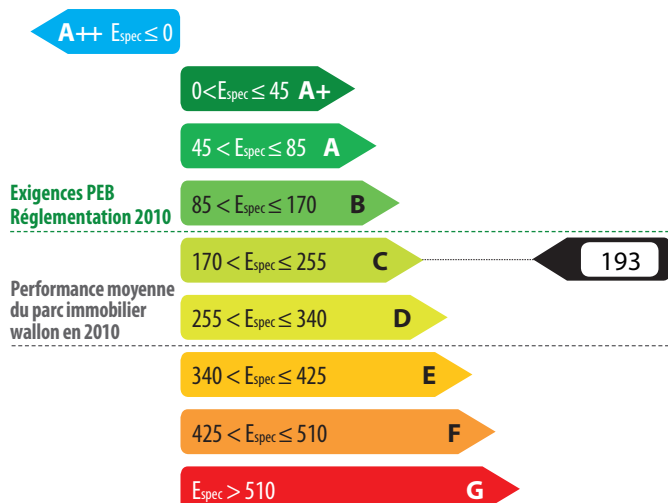 A++ Espec ≤ 0
0 < Espec ≤ 45 A+
45 < Espec ≤ 85 A
Exigences PEB
Réglementation 2010
85 < Espec ≤ 170 B
170 < Espec ≤ 255 C
193
Performance moyenne
du parc immobilier
wallon en 2010
255 < Espec ≤ 340 D
340 < Espec ≤ 425 E
425 < Espec ≤ 510 F
Espec > 510 G